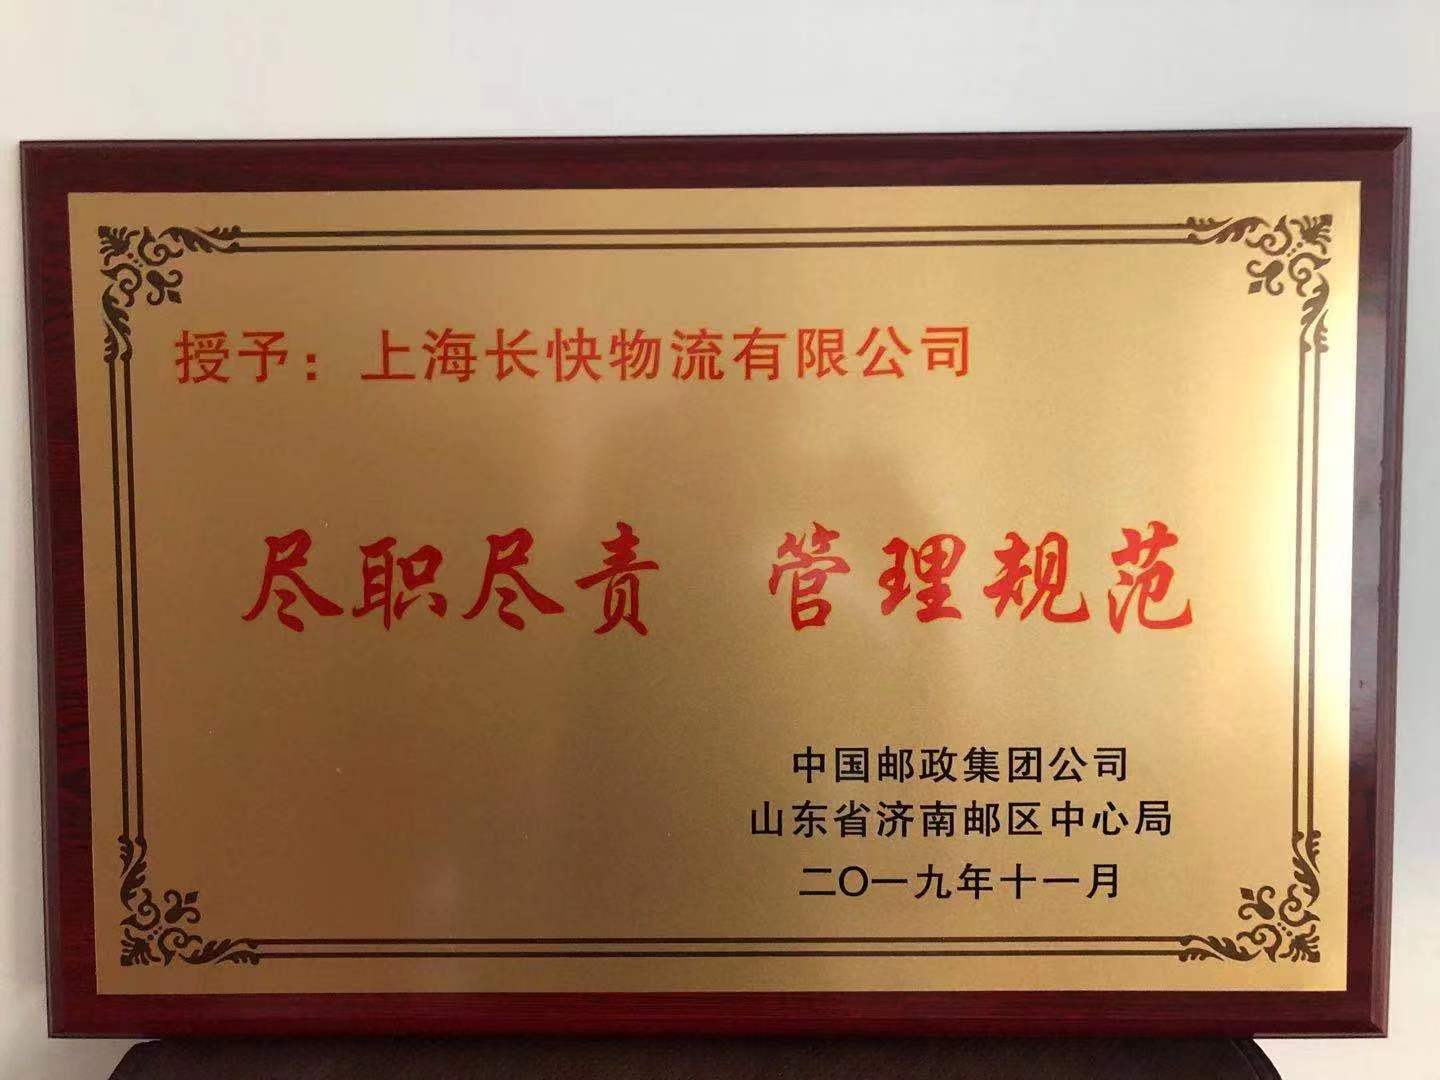 授予：上海长快物流有限公司
尽职尽责 管理规范
中国邮政集团公司
山东省济南邮区中心局
二〇一九年十一月